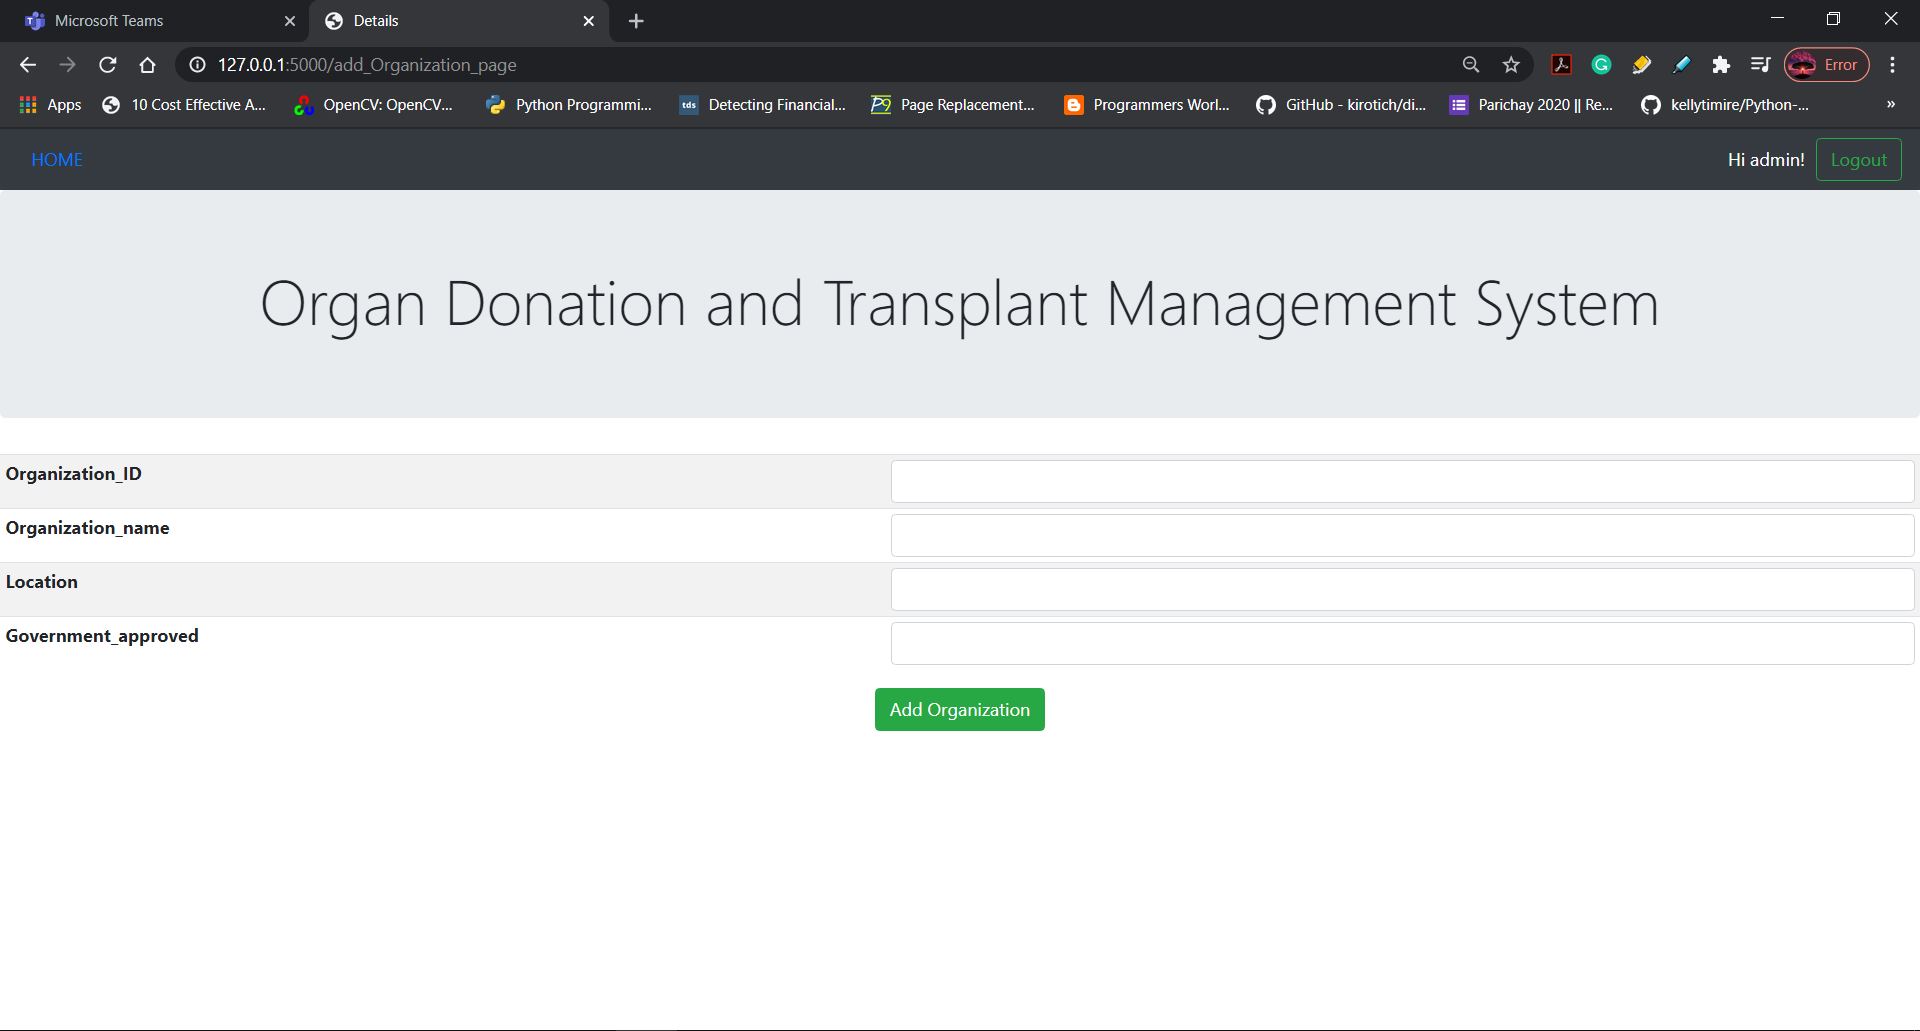 Microsoft Teams
Details
127.0.0.1:5000/add_Organization_page
Error
Apps
10 Cost Effective A...
OpenCV: OpenCV...
Python Programmi...
tds
Detecting Financial...
P9
Page Replacement...
Programmers Worl...
GitHub - kirotich/di...
Parichay 2020 || Re...
kellytimire/Python-...
»
HOME
Hi admin!
Logout
Organ Donation and Transplant Management System
Organization_ID
Organization_name
Location
Government_approved
Add Organization